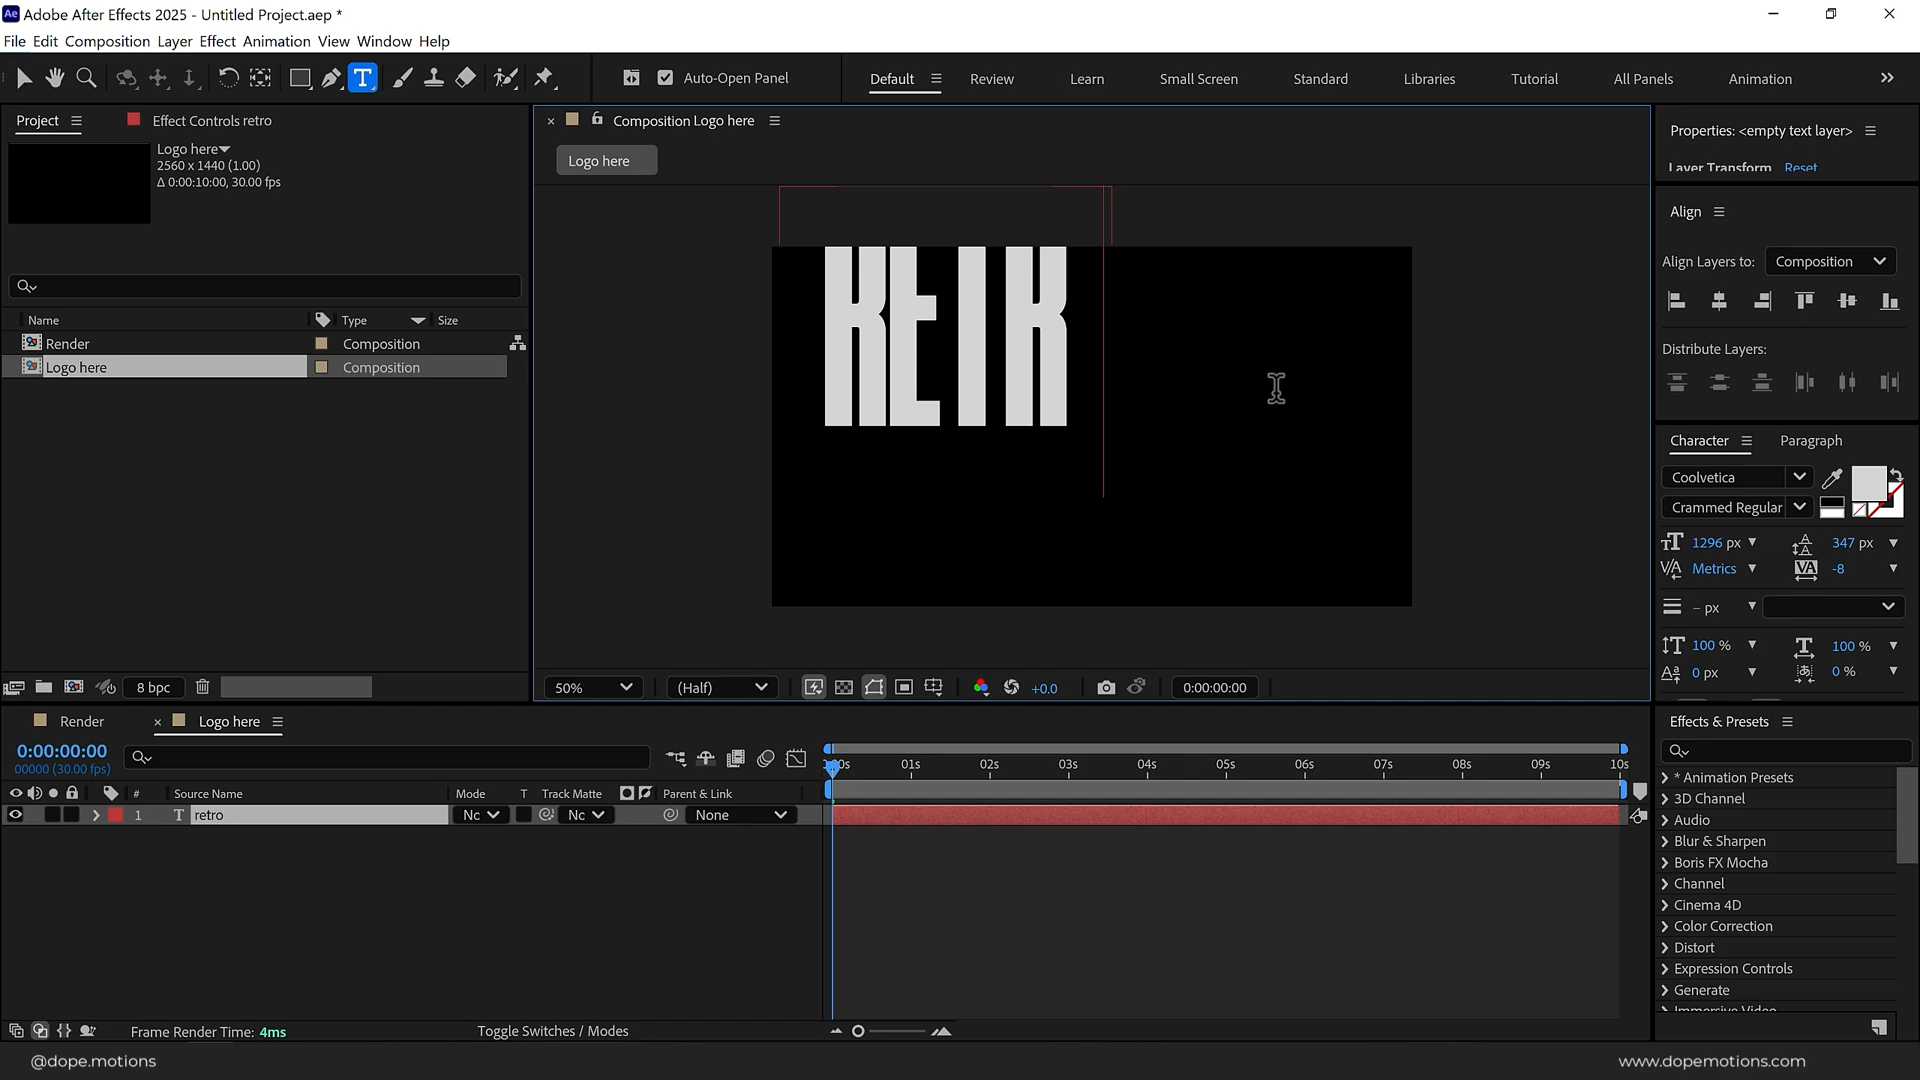 Ae Adobe After Effects 2025 - Untitled Project.aep *
File Edit Composition Layer Effect Animation View Window Help
T Auto-Open Panel Default Review Learn Small Screen Standard Libraries Tutorial All Panels Animation
Project Effect Controls retro
Logo here
2560 x 1440 (1.00)
Δ 0:00:10:00, 30.00 fps
Name Type Size
Render Composition
Logo here Composition
8 bpc
Composition Logo here
Logo here
RETR
50% (Half) +0.0 0:00:00:00
Properties: <empty text layer>
Layer Transform Reset
Align
Align Layers to: Composition
Distribute Layers:
Character Paragraph
Coolvetica
Crammed Regular
1296 px 347 px
Metrics -8
- px
100 % 100 %
0 px 0 %
Render Logo here
0:00:00:00
00000 (30.00 fps)
# Source Name Mode T Track Matte Parent & Link
1 T retro Nc Nc None
01s 02s 03s 04s 05s 06s 07s 08s 09s 10s
Frame Render Time: 4ms Toggle Switches / Modes
Effects & Presets
* Animation Presets
3D Channel
Audio
Blur & Sharpen
Boris FX Mocha
Channel
Cinema 4D
Color Correction
Distort
Expression Controls
Generate
Immersive Video
@dope.motions www.dopemotions.com